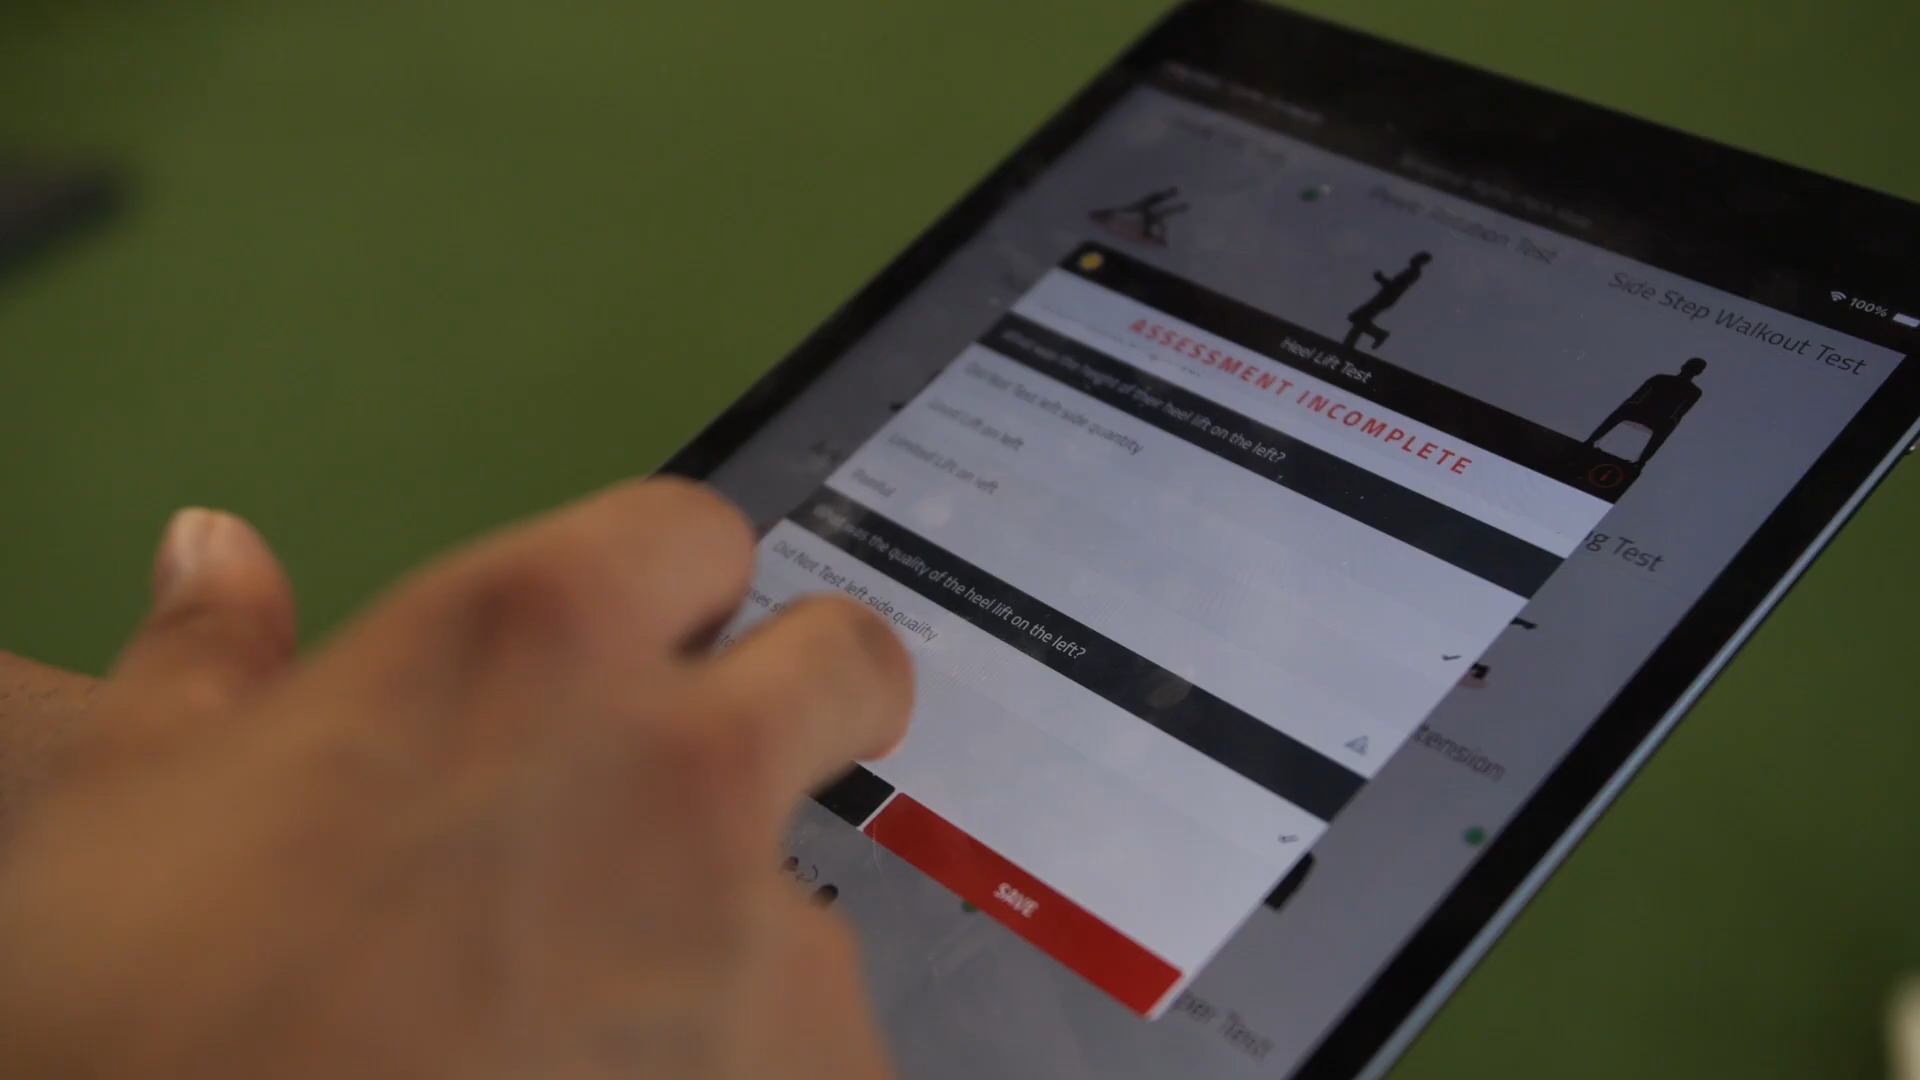 100%
Side Step Walkout Test
Pelvic Rotation Test
Heel Lift Test
ASSESSMENT INCOMPLETE
What was the height of their heel lift on the left?
Did Not Test left side quantity
Good Lift on left
Limited Lift on left
Painful
What was the quality of the heel lift on the left?
Did Not Test left side quality
SAVE
Test